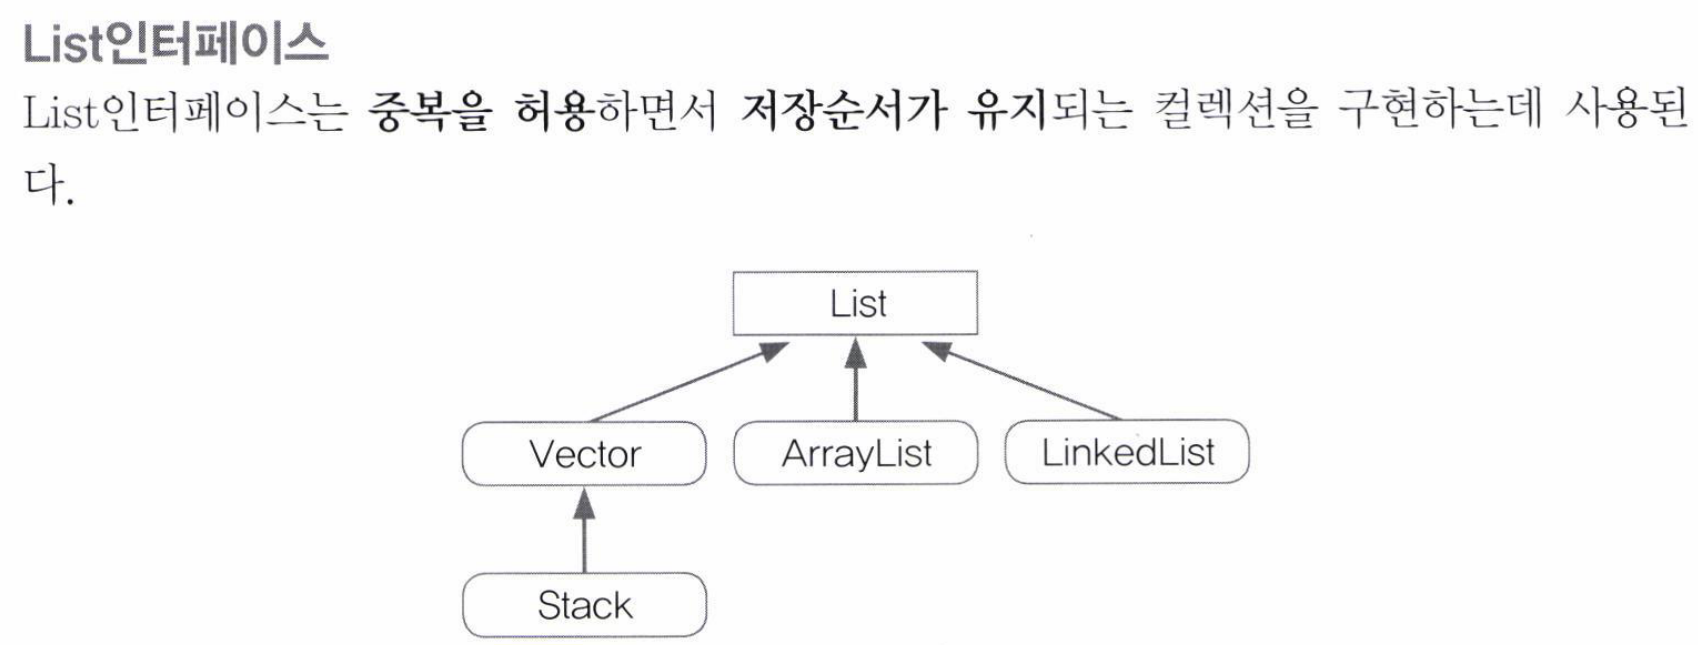 List인터페이스
List인터페이스는 중복을 허용하면서 저장순서가 유지되는 컬렉션을 구현하는데 사용된
다.
List
Vector ArrayList LinkedList
Stack